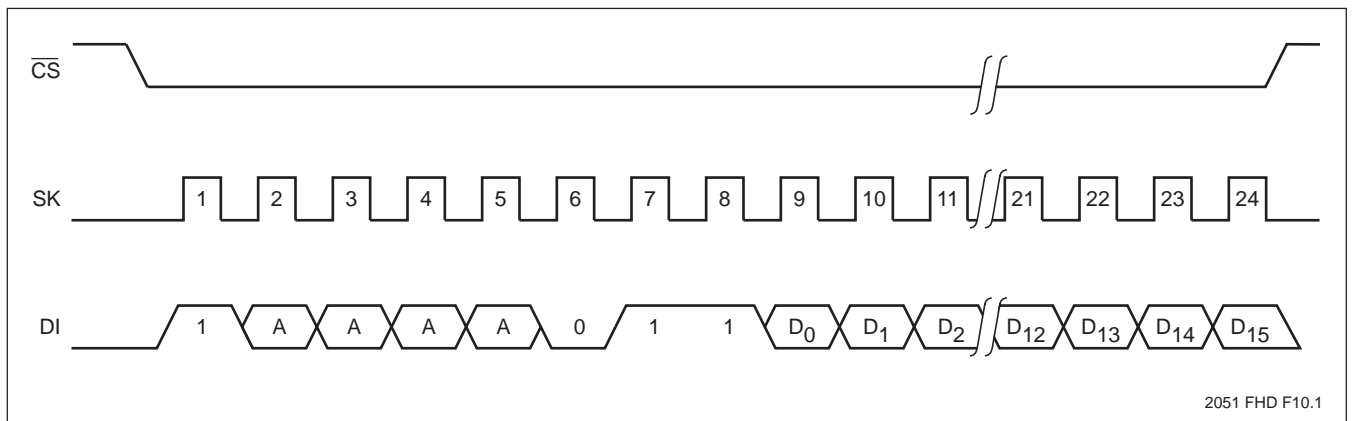 CS
SK 1 2 3 4 5 6 7 8 9 10 11 21 22 23 24
DI 1 A A A A 0 1 1 D0 D1 D2 D12 D13 D14 D15
2051 FHD F10.1